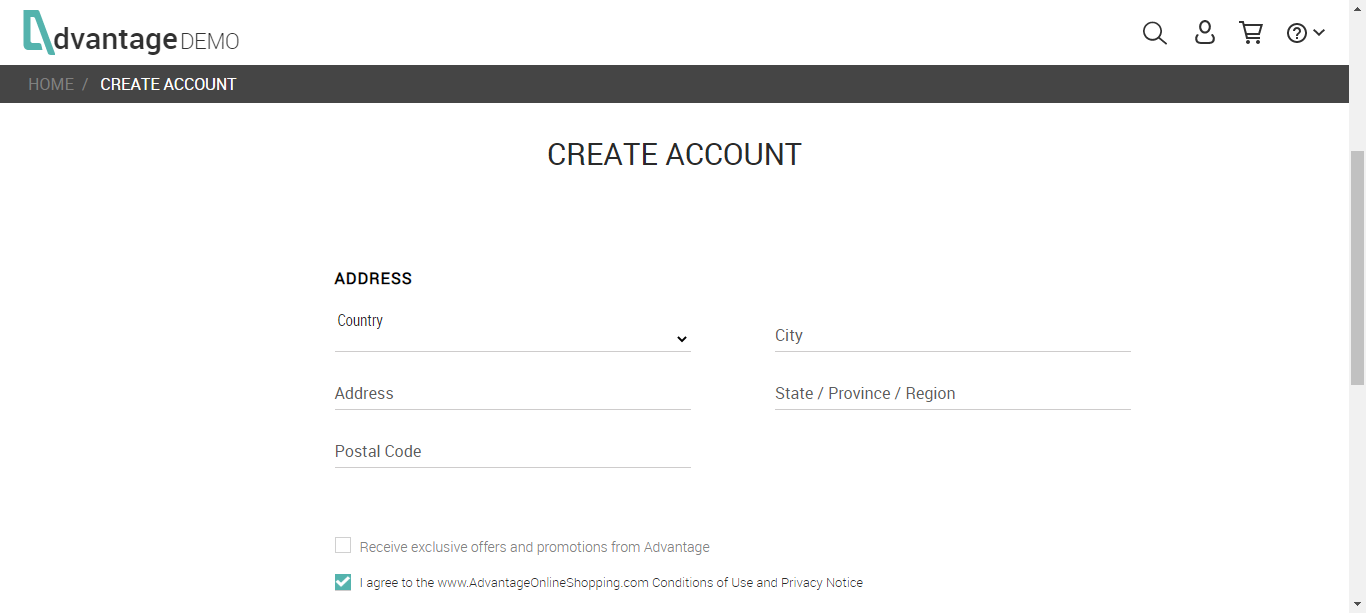 dvantage DEMO
HOME / CREATE ACCOUNT
CREATE ACCOUNT
ADDRESS
Country
City
Address
State / Province / Region
Postal Code
Receive exclusive offers and promotions from Advantage
I agree to the www.AdvantageOnlineShopping.com Conditions of Use and Privacy Notice